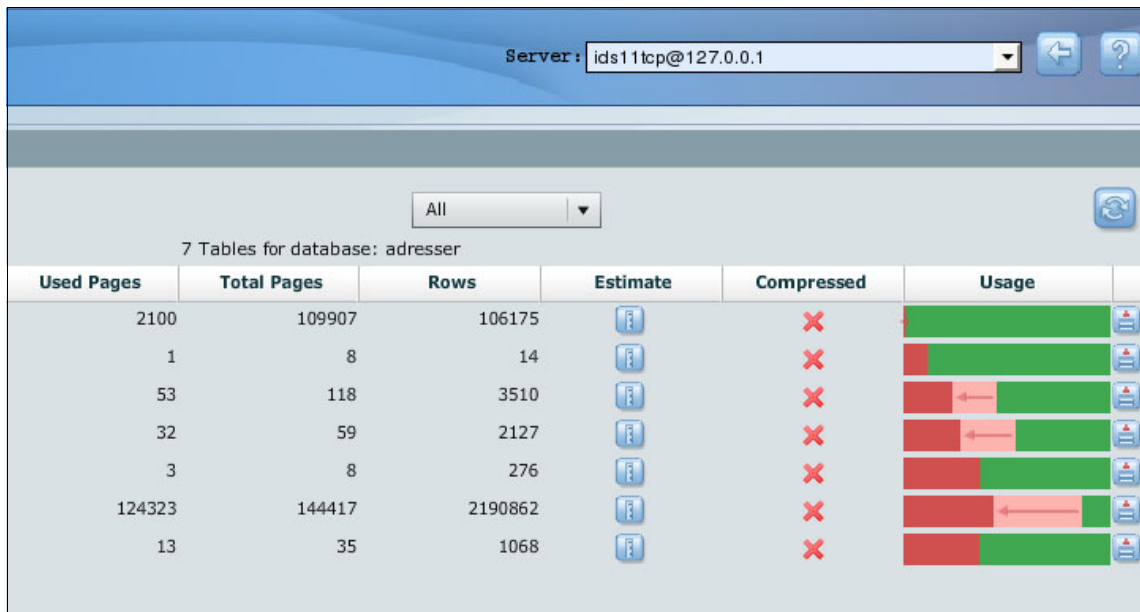 Server: ids11tcp@127.0.0.1
?
All
7 Tables for database: adresser
Used Pages Total Pages Rows Estimate Compressed Usage
2100 109907 106175
1 8 14
53 118 3510
32 59 2127
3 8 276
124323 144417 2190862
13 35 1068